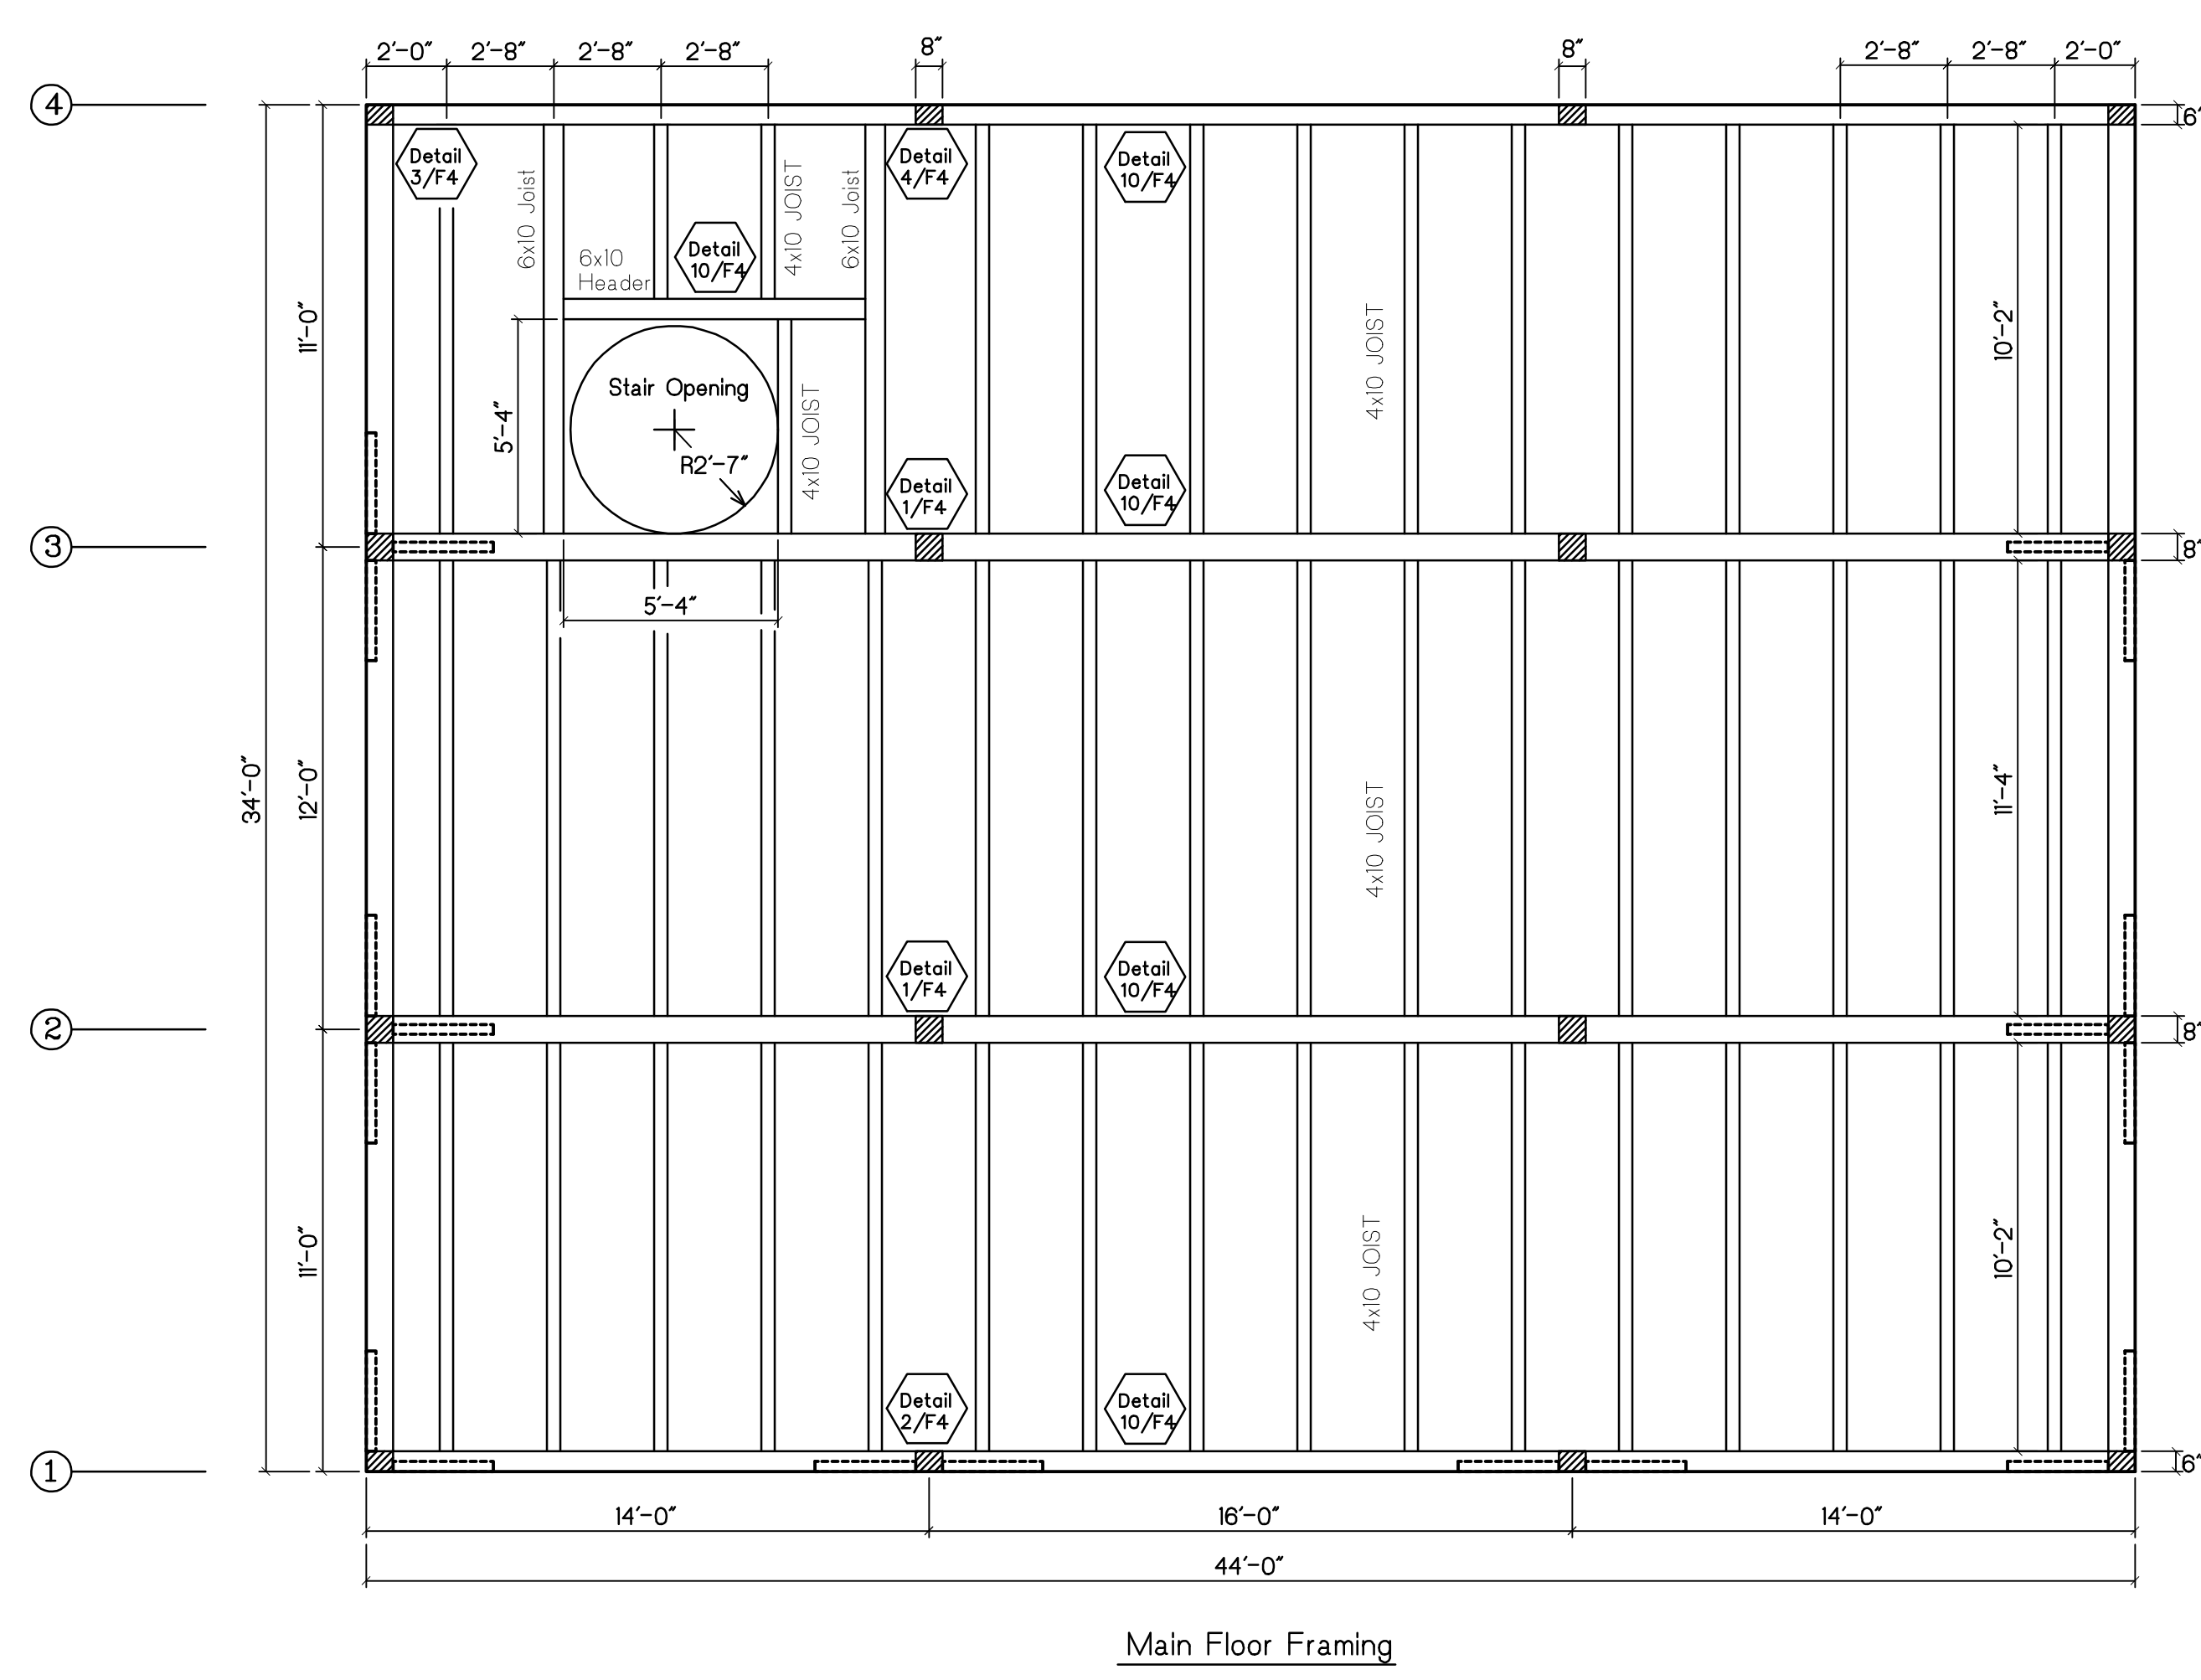 2'-0" 2'-8" 2'-8" 2'-8" 8" 8" 2'-8" 2'-8" 2'-0"
4
6"
Detail
3/F4
Detail
4/F4
Detail
10/F4
6x10 Joist
4x10 JOIST
6x10 Joist
6x10
Header
Detail
10/F4
11'-0"
4x10 JOIST
10'-2"
Stair Opening
5'-4"
R2'-7"
4x10 JOIST
Detail
1/F4
Detail
10/F4
3
8"
5'-4"
34'-0"
12'-0"
4x10 JOIST
11'-4"
Detail
1/F4
Detail
10/F4
2
8"
11'-0"
4x10 JOIST
10'-2"
Detail
2/F4
Detail
10/F4
1
6"
14'-0" 16'-0" 14'-0"
44'-0"
Main Floor Framing